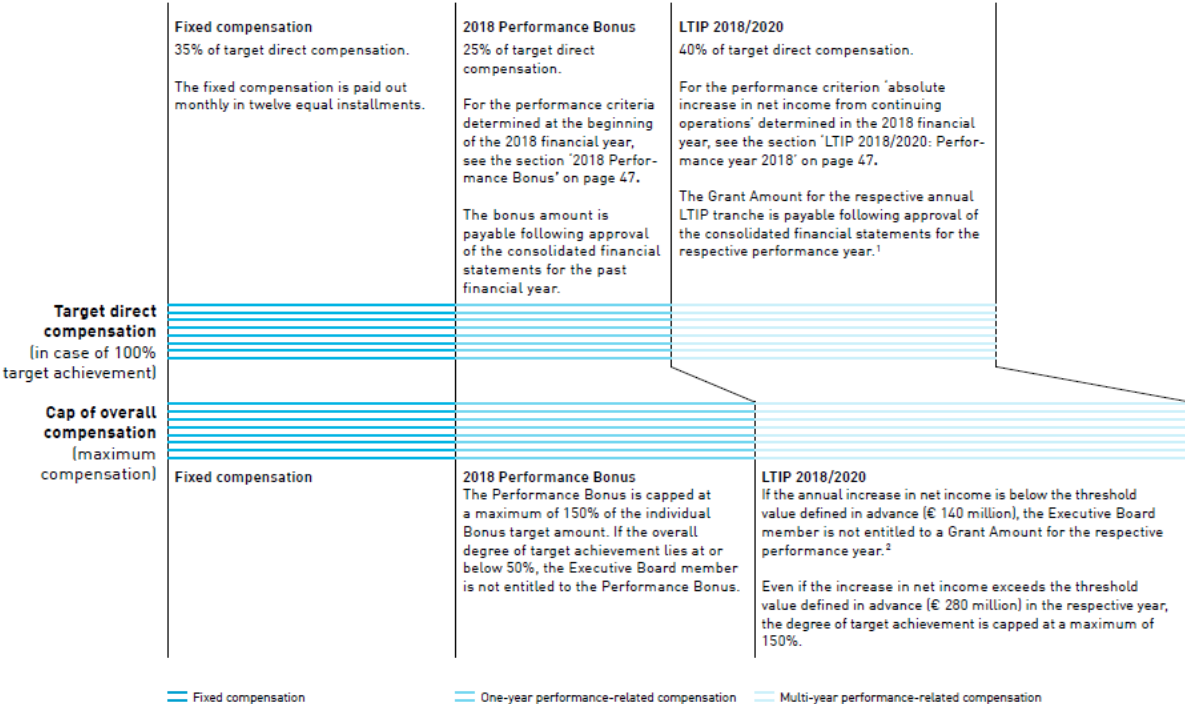 Fixed compensation
35% of target direct compensation.
The fixed compensation is paid out
monthly in twelve equal installments.
2018 Performance Bonus
25% of target direct
compensation.
For the performance criteria
determined at the beginning
of the 2018 financial year,
see the section ‘2018 Perfor-
mance Bonus’ on page 47.
The bonus amount is
payable following approval
of the consolidated financial
statements for the past
financial year.
LTIP 2018/2020
40% of target direct compensation.
For the performance criterion ‘absolute
increase in net income from continuing
operations’ determined in the 2018 financial
year, see the section ‘LTIP 2018/2020: Perfor-
mance year 2018’ on page 47.
The Grant Amount for the respective annual
LTIP tranche is payable following approval of
the consolidated financial statements for the
respective performance year.¹
Target direct
compensation
(in case of 100%
target achievement)
Cap of overall
compensation
(maximum
compensation)
Fixed compensation
2018 Performance Bonus
The Performance Bonus is capped at
a maximum of 150% of the individual
Bonus target amount. If the overall
degree of target achievement lies at or
below 50%, the Executive Board member
is not entitled to the Performance Bonus.
LTIP 2018/2020
If the annual increase in net income is below the threshold
value defined in advance (€ 140 million), the Executive Board
member is not entitled to a Grant Amount for the respective
performance year.²
Even if the increase in net income exceeds the threshold
value defined in advance (€ 280 million) in the respective year,
the degree of target achievement is capped at a maximum of
150%.
Fixed compensation
One-year performance-related compensation
Multi-year performance-related compensation